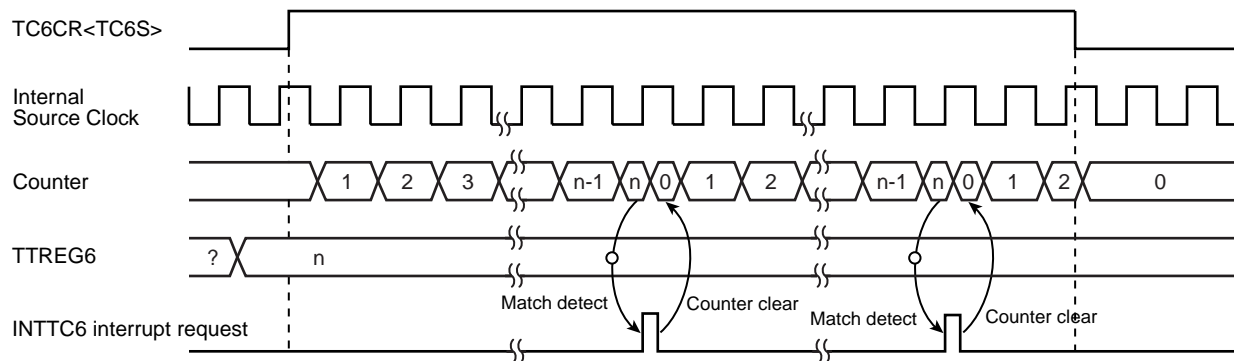 TC6CR<TC6S>
Internal
Source Clock
Counter
1 2 3 n-1 n 0 1 2 n-1 n 0 1 2 0
TTREG6
? n
Match detect Counter clear Match detect Counter clear
INTTC6 interrupt request